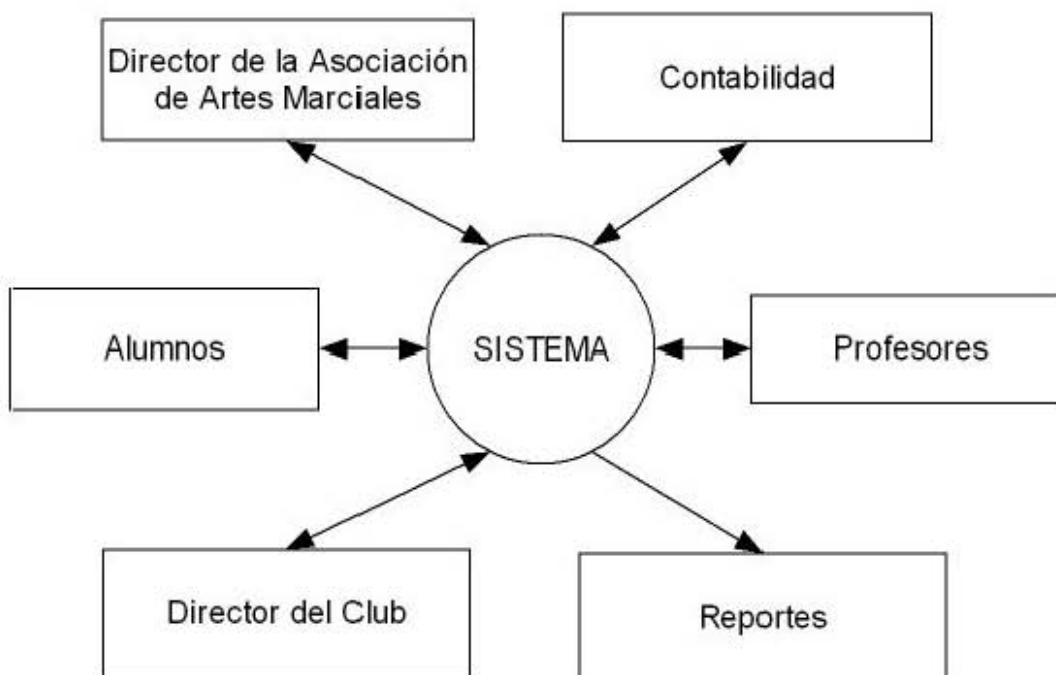 Director de la Asociación
de Artes Marciales
Contabilidad
Alumnos
SISTEMA
Profesores
Director del Club
Reportes